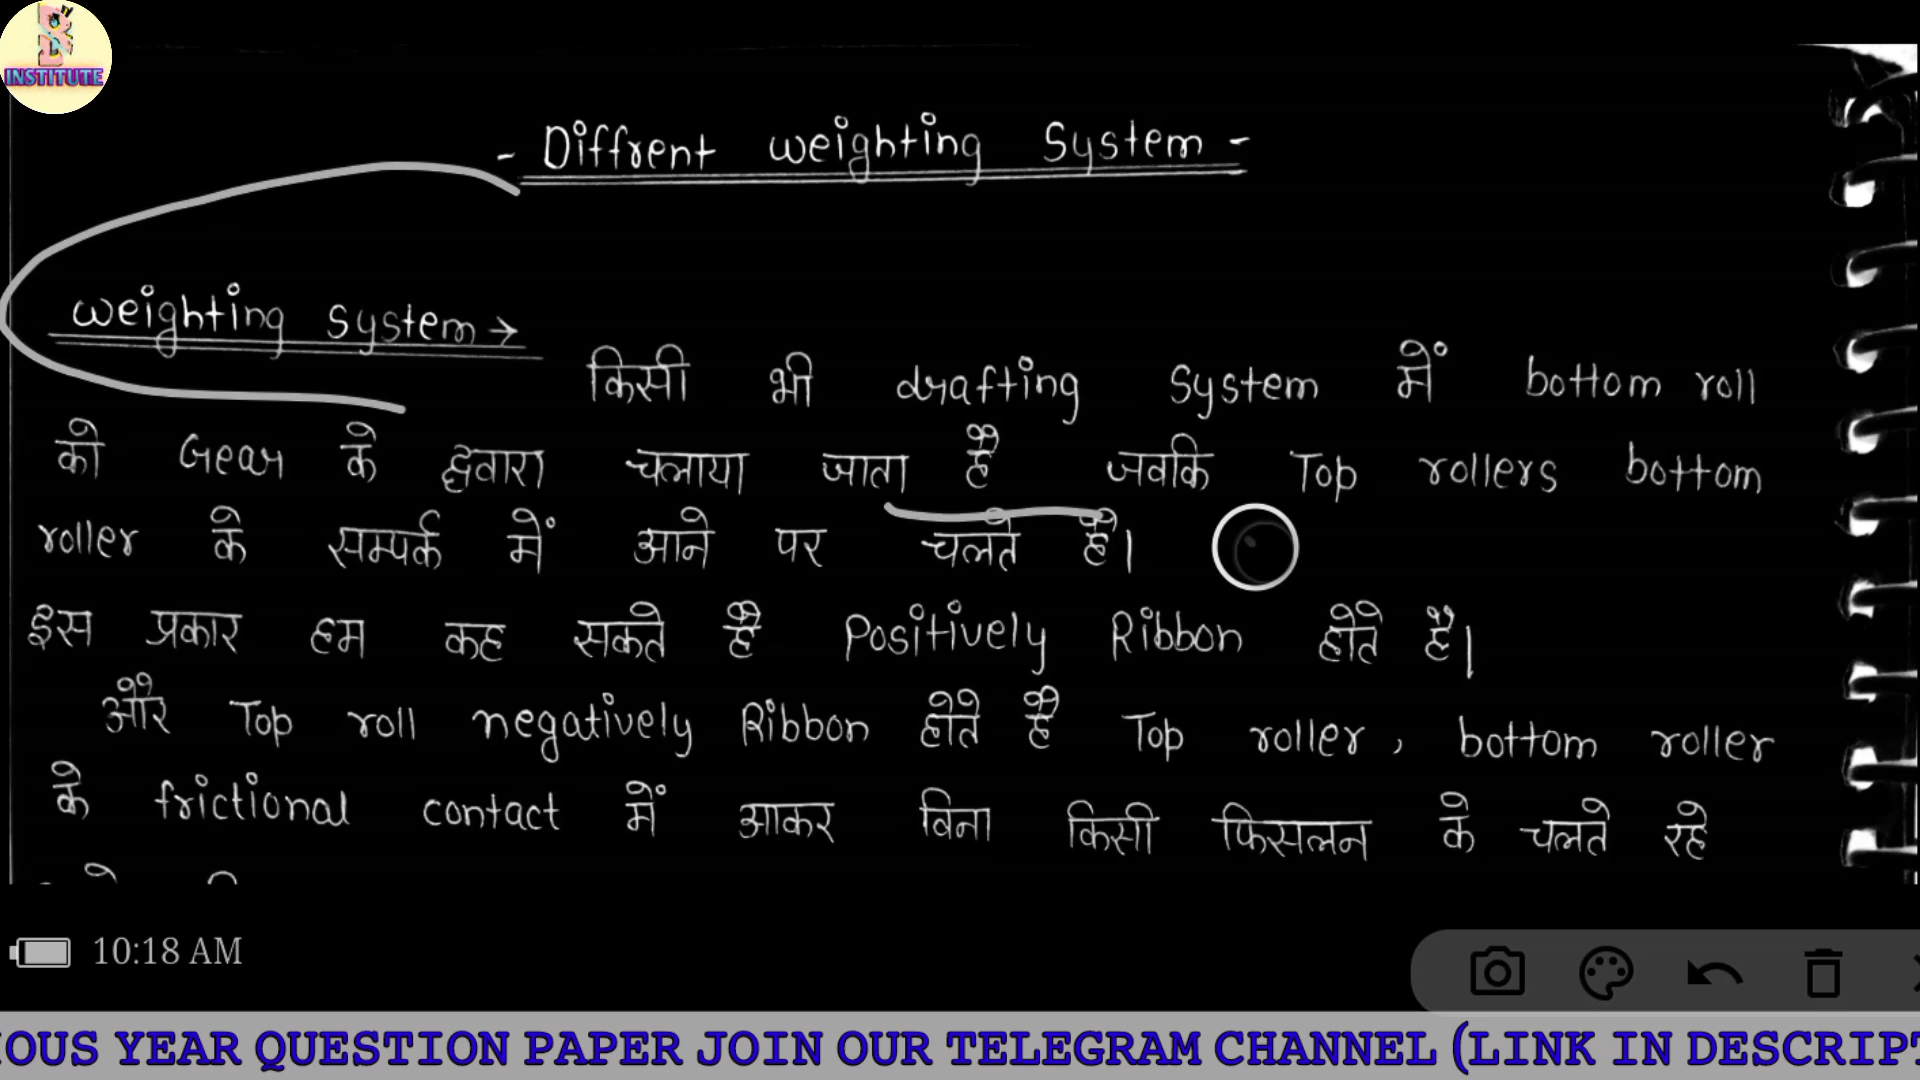 INSTITUTE
- Diffrent weighting System -
weighting system →
किसी भी drafting System में bottom roll
को Gear के द्वारा चलाया जाता है जबकि Top rollers bottom
roller के सम्पर्क में आने पर चलते है।
इस प्रकार हम कह सकते है Positively Ribbon होते है।
और Top roll negatively Ribbon होते है Top roller, bottom roller
के frictional contact में आकर बिना किसी फिसलन के चलते रहे
10:18 AM
IOUS YEAR QUESTION PAPER JOIN OUR TELEGRAM CHANNEL (LINK IN DESCRIPT